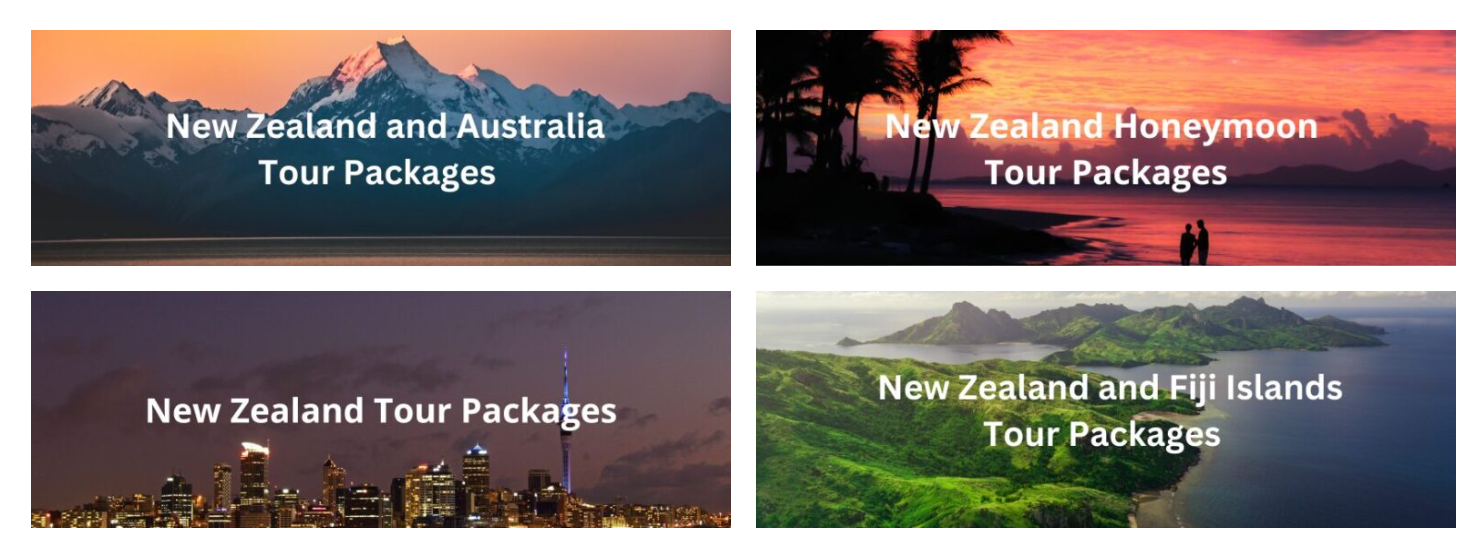 New Zealand and Australia
Tour Packages
New Zealand Honeymoon
Tour Packages
New Zealand Tour Packages
New Zealand and Fiji Islands
Tour Packages